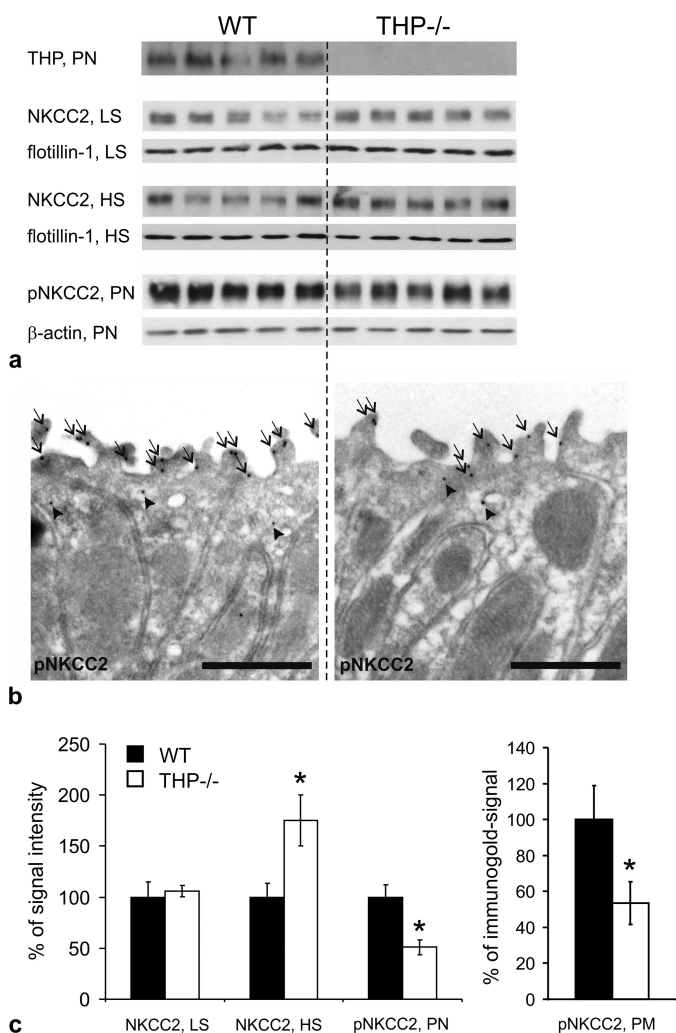 WT THP-/-
THP, PN
NKCC2, LS
flotillin-1, LS
NKCC2, HS
flotillin-1, HS
pNKCC2, PN
β-actin, PN
a
pNKCC2 pNKCC2
b
250
200
150
100
50
0
% of signal intensity
WT
THP-/-
*
*
NKCC2, LS NKCC2, HS pNKCC2, PN
140
120
100
80
60
40
20
0
% of immunogold-signal
*
pNKCC2, PM
c